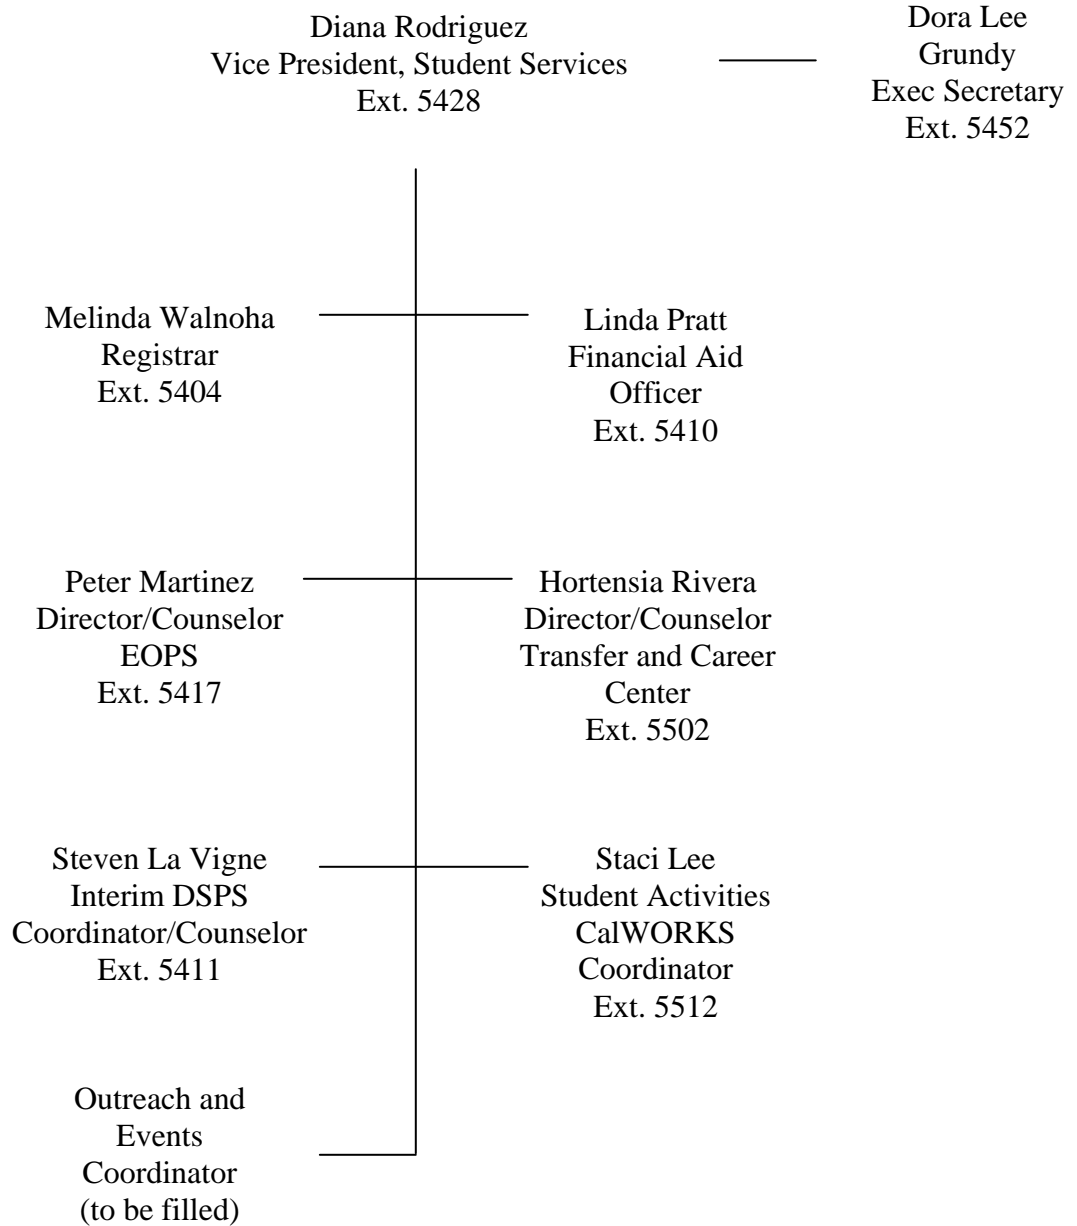 Diana Rodriguez
Vice President, Student Services
Ext. 5428
Dora Lee
Grundy
Exec Secretary
Ext. 5452
Melinda Walnoha
Registrar
Ext. 5404
Linda Pratt
Financial Aid
Officer
Ext. 5410
Peter Martinez
Director/Counselor
EOPS
Ext. 5417
Hortensia Rivera
Director/Counselor
Transfer and Career
Center
Ext. 5502
Steven La Vigne
Interim DSPS
Coordinator/Counselor
Ext. 5411
Staci Lee
Student Activities
CalWORKS
Coordinator
Ext. 5512
Outreach and
Events
Coordinator
(to be filled)